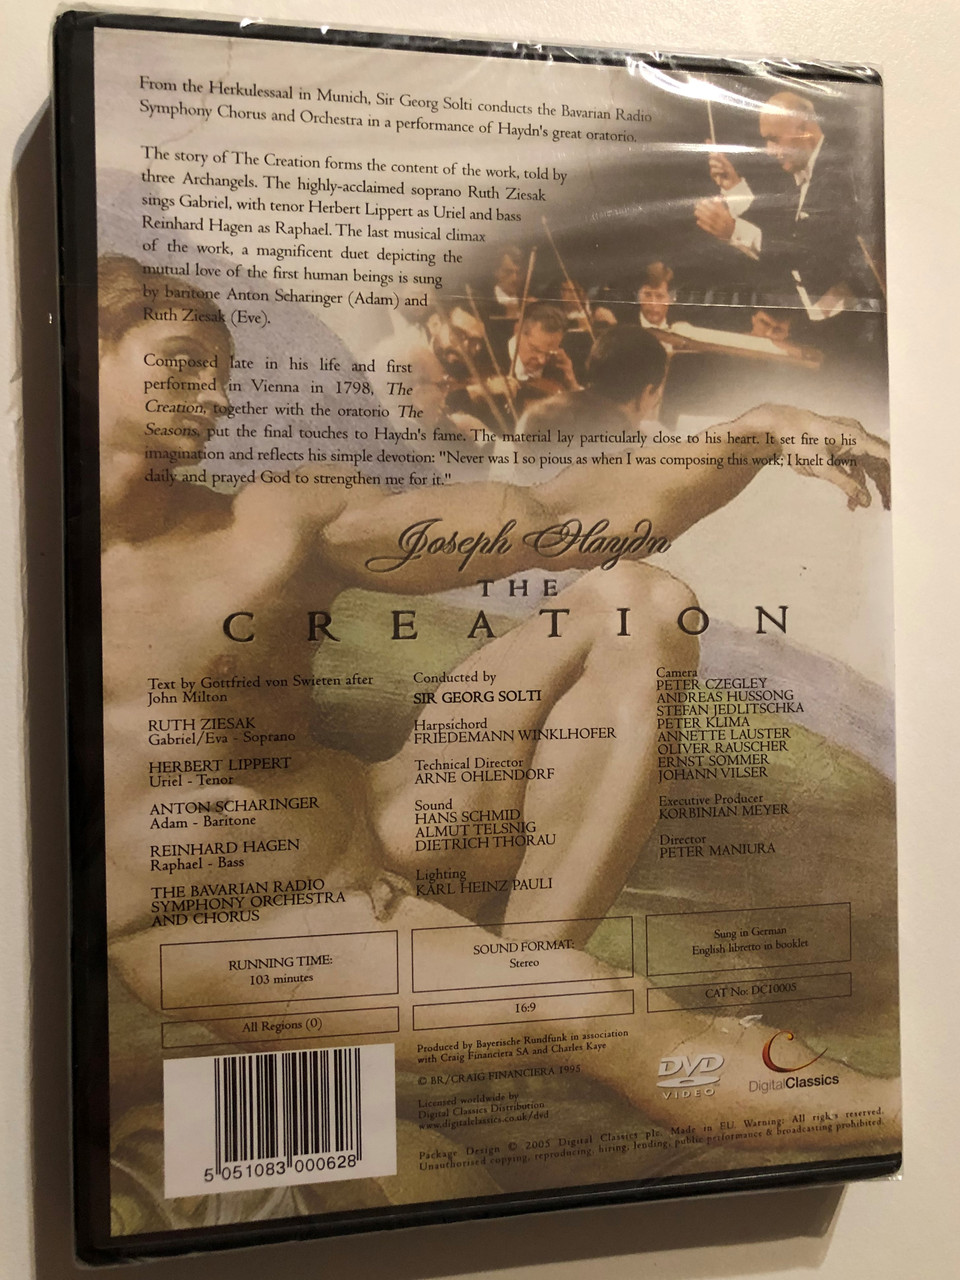 From the Herkulessaal in Munich, Sir Georg Solti conducts the Bavarian Radio
Symphony Chorus and Orchestra in a performance of Haydn's great oratorio.
The story of The Creation forms the content of the work, told by
three Archangels. The highly-acclaimed soprano Ruth Ziesak
sings Gabriel, with tenor Herbert Lippert as Uriel and bass
Reinhard Hagen as Raphael. The last musical climax
of the work, a magnificent duet depicting the
mutual love of the first human beings is sung
by baritone Anton Scharinger (Adam) and
Ruth Ziesak (Eve).
Composed late in his life and first
performed in Vienna in 1798, The
Creation, together with the oratorio The
Seasons, put the final touches to Haydn's fame. The material lay particularly close to his heart. It set fire to his
imagination and reflects his simple devotion: "Never was I so pious as when I was composing this work; I knelt down
daily and prayed God to strengthen me for it."
Joseph Haydn
THE
CREATION
Text by Gottfried von Swieten after
John Milton
RUTH ZIESAK
Gabriel/Eva - Soprano
HERBERT LIPPERT
Uriel - Tenor
ANTON SCHARINGER
Adam - Baritone
REINHARD HAGEN
Raphael - Bass
THE BAVARIAN RADIO
SYMPHONY ORCHESTRA
AND CHORUS
Conducted by
SIR GEORG SOLTI
Harpsichord
FRIEDEMANN WINKLHOFER
Technical Director
ARNE OHLENDORF
Sound
HANS SCHMID
ALMUT TELSNIG
DIETRICH THORAU
Lighting
KARL HEINZ PAULI
Camera
PETER CZEGLEY
ANDREAS HUSSONG
STEFAN JEDLITSCHKA
PETER KLIMA
ANNETTE LAUSTER
OLIVER RAUSCHER
ERNST SOMMER
JOHANN VILSER
Executive Producer
KORBINIAN MEYER
Director
PETER MANIURA
RUNNING TIME:
103 minutes
All Regions (0)
SOUND FORMAT:
Stereo
16:9
Sung in German
English libretto in booklet
CAT No: DC10005
5 051083 000628
Produced by Bayerische Rundfunk in association
with Craig Financiera SA and Charles Kaye
© BR/CRAIG FINANCIERA 1995
Licensed worldwide by
Digital Classics Distribution
www.digitalclassics.co.uk/dvd
DVD
VIDEO
DigitalClassics
Package Design © 2005 Digital Classics plc. Made in EU. Warning: All rights reserved.
Unauthorised copying, reproducing, hiring, lending, public performance & broadcasting prohibited.